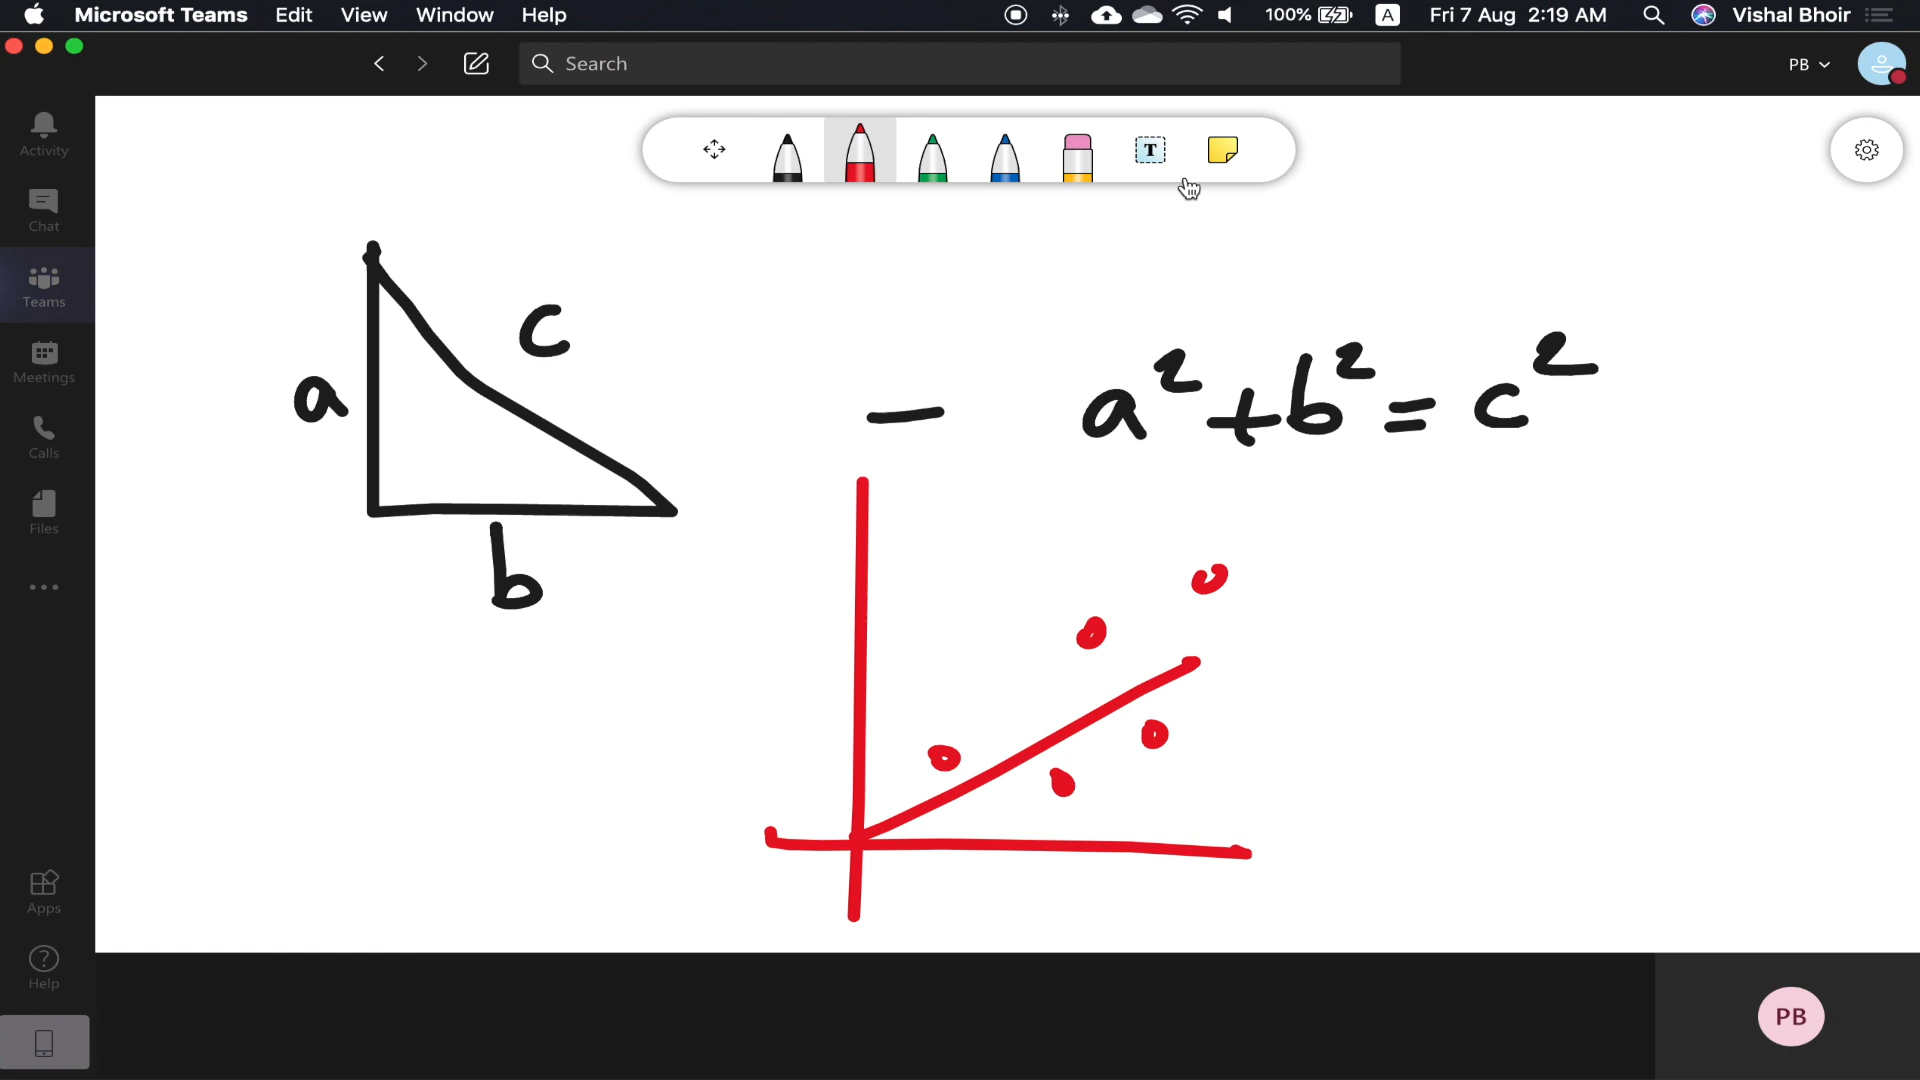 Microsoft Teams Edit View Window Help 100% A Fri 7 Aug 2:19 AM Vishal Bhoir
Search PB
Activity
Chat
Teams
Meetings
Calls
Files
Apps
Help
T
c
a
b
– a²+b²=c²
PB